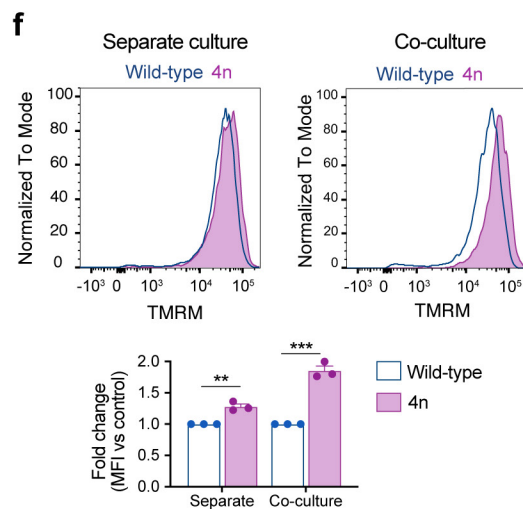 f
Separate culture
Wild-type 4n
Normalized To Mode
100
80
60
40
20
0
-10³ 0 10³ 10⁴ 10⁵
TMRM
Co-culture
Wild-type 4n
Normalized To Mode
100
80
60
40
20
0
-10³ 0 10³ 10⁴ 10⁵
TMRM
Fold change
(MFI vs control)
2.0
1.5
1.0
0.5
0.0
**
***
Separate Co-culture
Wild-type
4n